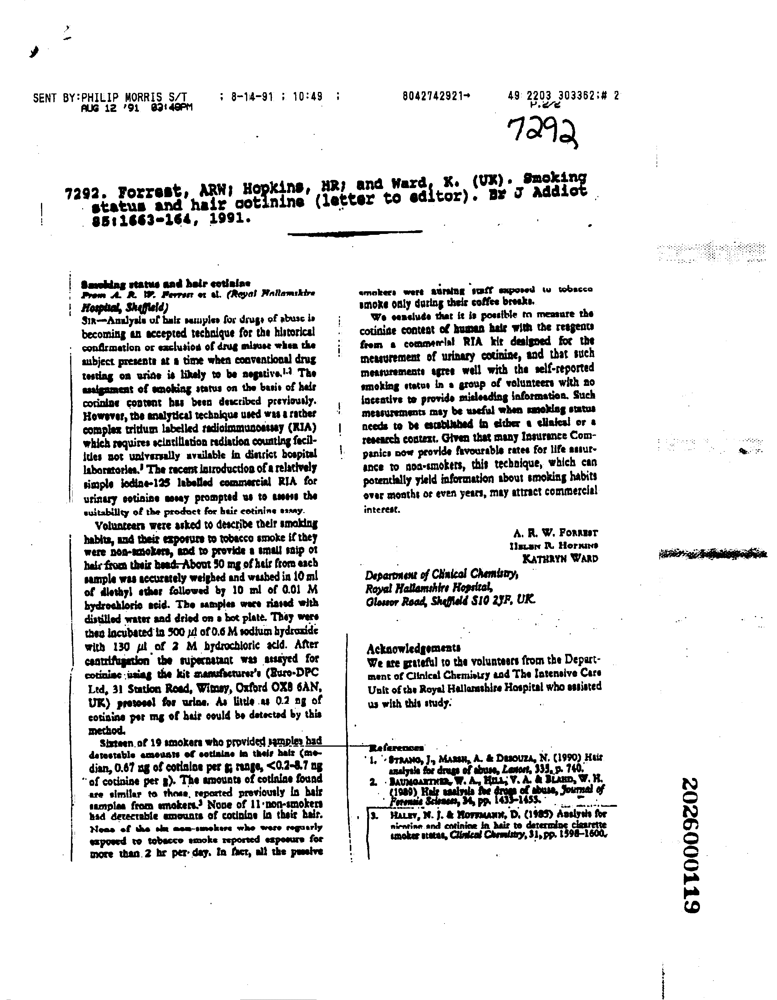 2
SENT BY:PHILIP MORRIS S/T ; 8-14-91 ; 10:49 ; 8042742921→ 49 2203 303362;# 2
AUG 12 '91 03:48PM P.2/2
7292
7292. Forrest, ARW; Hopkins, HR; and Ward, K. (UK). Smoking
status and hair cotinine (letter to editor). Br J Addict
85:1663-164, 1991.
Smoking status and hair cotinine
From A. R. W. Forrest et al. (Royal Hallamshire
Hospital, Sheffield)
SIR—Analysis of hair samples for drugs of abuse is
becoming an accepted technique for the historical
confirmation or exclusion of drug misuse when the
subject presents at a time when conventional drug
testing on urine is likely to be negative.1,2 The
assignment of smoking status on the basis of hair
cotinine content has been described previously.
However, the analytical technique used was a rather
complex tritium labelled radioimmunoassay (RIA)
which requires scintillation radiation counting facil-
ities not universally available in district hospital
laboratories.3 The recent introduction of a relatively
simple iodine-125 labelled commercial RIA for
urinary cotinine assay prompted us to assess the
suitability of the product for hair cotinine assay.
Volunteers were asked to describe their smoking
habits, and their exposure to tobacco smoke if they
were non-smokers, and to provide a small snip of
hair from their head. About 50 mg of hair from each
sample was accurately weighed and washed in 10 ml
of diethyl ether followed by 10 ml of 0.01 M
hydrochloric acid. The samples were rinsed with
distilled water and dried on a hot plate. They were
then incubated in 500 µl of 0.6 M sodium hydroxide
with 130 µl of 2 M hydrochloric acid. After
centrifugation the supernatant was assayed for
cotinine using the kit manufacturer's (Euro-DPC
Ltd, 31 Station Road, Witney, Oxford OX8 6AN,
UK) protocol for urine. As little as 0.2 ng of
cotinine per mg of hair could be detected by this
method.
Sixteen of 19 smokers who provided samples had
detectable amounts of cotinine in their hair (me-
dian, 0.67 ng of cotinine per g; range, <0.2-8.7 ng
of cotinine per g). The amounts of cotinine found
are similar to those reported previously in hair
samples from smokers.3 None of 11 non-smokers
had detectable amounts of cotinine in their hair.
None of the six non-smokers who were regularly
exposed to tobacco smoke reported exposure for
more than 2 hr per day. In fact, all the passive
smokers were nursing staff exposed to tobacco
smoke only during their coffee breaks.
We conclude that it is possible to measure the
cotinine content of human hair with the reagents
from a commercial RIA kit designed for the
measurement of urinary cotinine, and that such
measurements agree well with the self-reported
smoking status in a group of volunteers with no
incentive to provide misleading information. Such
measurements may be useful when smoking status
needs to be established in either a clinical or a
research context. Given that many Insurance Com-
panies now provide favourable rates for life assur-
ance to non-smokers, this technique, which can
potentially yield information about smoking habits
over months or even years, may attract commercial
interest.
A. R. W. FORREST
HELEN R. HOPKINS
KATHRYN WARD
Department of Clinical Chemistry,
Royal Hallamshire Hospital,
Glossor Road, Sheffield S10 2JF, UK
Acknowledgements
We are grateful to the volunteers from the Depart-
ment of Clinical Chemistry and The Intensive Care
Unit of the Royal Hallamshire Hospital who assisted
us with this study.
References
1. STRANO, J., MARSH, A. & DESOUZA, N. (1990) Hair
analysis for drugs of abuse, Lancet, 335, p. 740.
2. BAUMGARTNER, W. A., HILL, V. A. & BLAHD, W. H.
(1989) Hair analysis for drugs of abuse, Journal of
Forensic Sciences, 34, pp. 1433-1453.
3. HALEY, N. J. & HOFFMANN, D. (1985) Analysis for
nicotine and cotinine in hair to determine cigarette
smoker status, Clinical Chemistry, 31, pp. 1598-1600.
2026000119